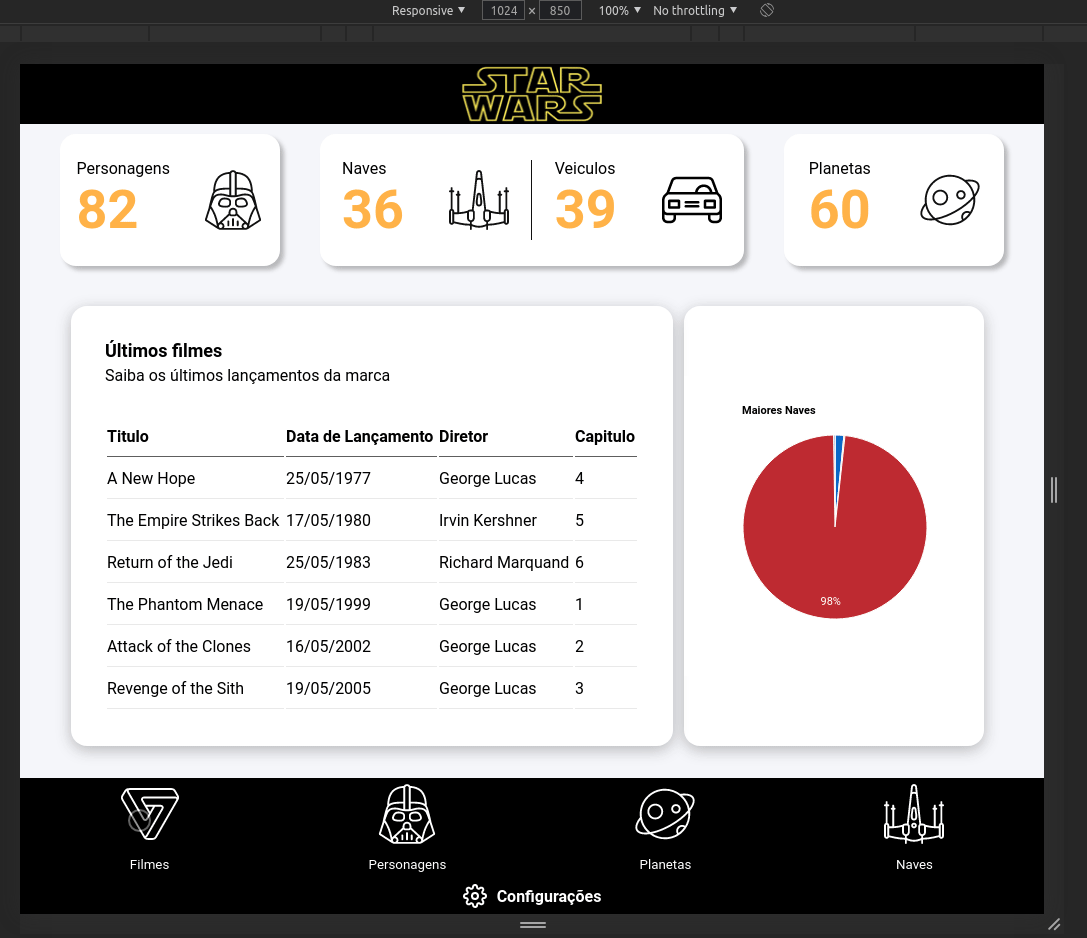 Responsive ▼ 1024 × 850 100% ▼ No throttling ▼
STAR
WARS
Personagens
82
Naves
36
Veiculos
39
Planetas
60
Últimos filmes
Saiba os últimos lançamentos da marca
Titulo Data de Lançamento Diretor Capitulo
A New Hope 25/05/1977 George Lucas 4
The Empire Strikes Back 17/05/1980 Irvin Kershner 5
Return of the Jedi 25/05/1983 Richard Marquand 6
The Phantom Menace 19/05/1999 George Lucas 1
Attack of the Clones 16/05/2002 George Lucas 2
Revenge of the Sith 19/05/2005 George Lucas 3
Maiores Naves
98%
Filmes Personagens Planetas Naves
Configurações